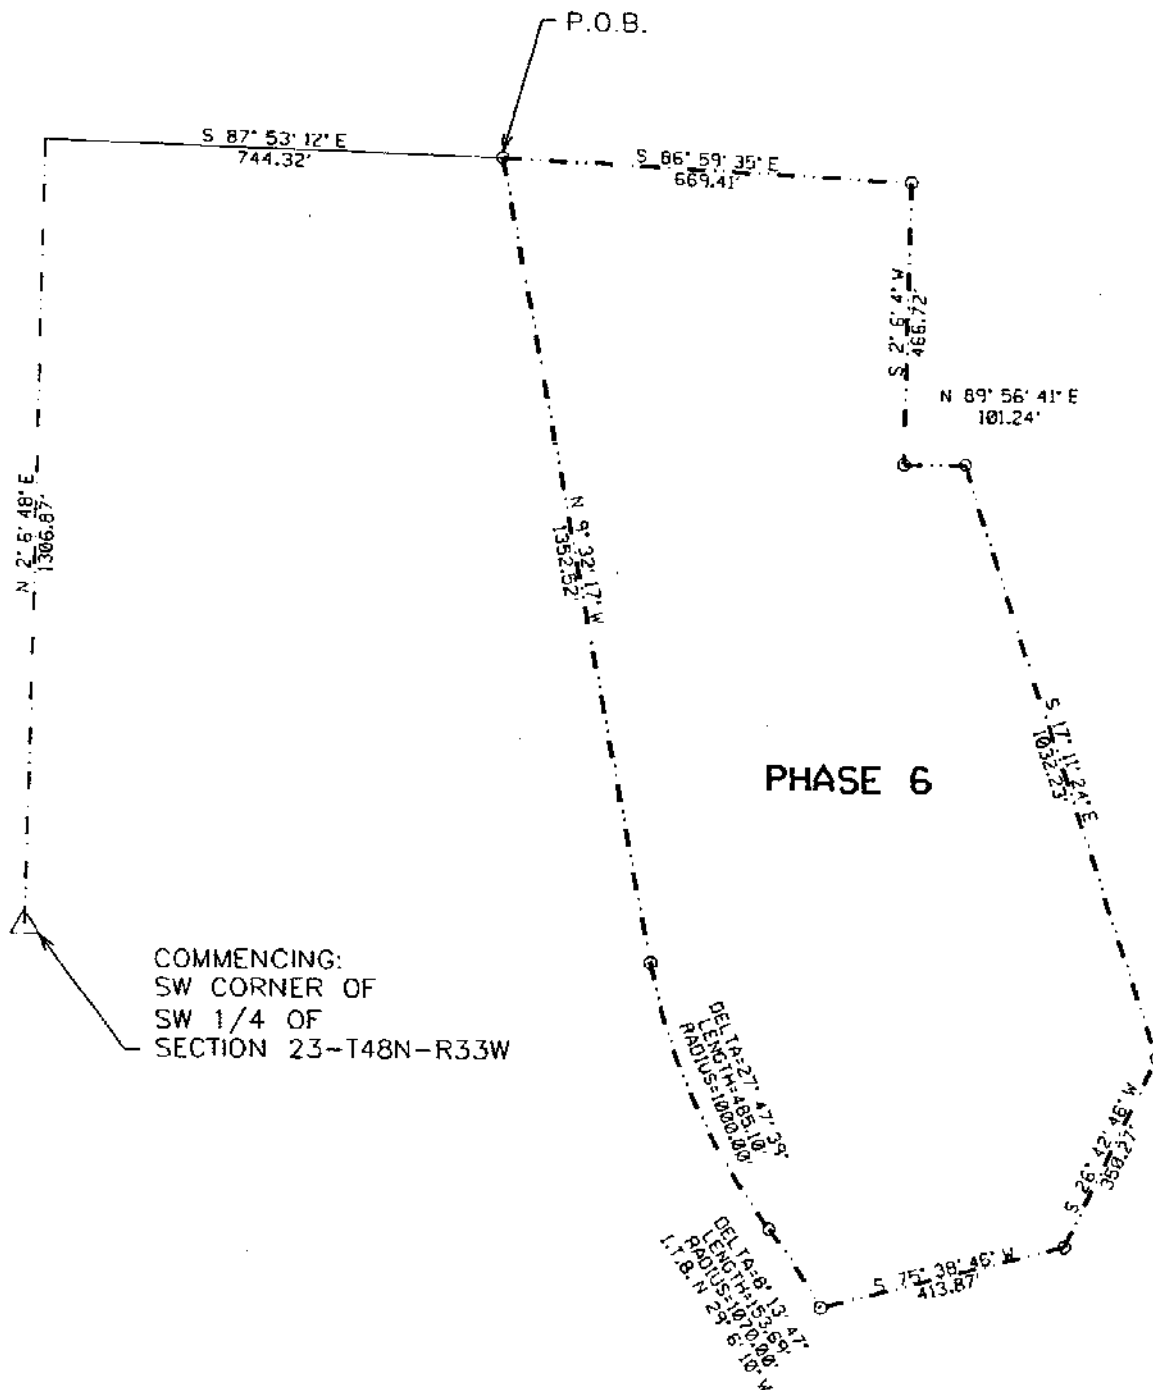 P.O.B.
S 87° 53' 12" E
744.32'
S 86° 59' 35" E
669.41'
S 2° 6' 4" W
466.72'
N 89° 56' 41" E
101.24'
N 2° 6' 48" E
1306.87'
N 9° 32' 17" W
1352.52'
S 17° 11' 24" E
1032.23'
PHASE 6
COMMENCING:
SW CORNER OF
SW 1/4 OF
SECTION 23-T48N-R33W
DELTA=27° 47' 39"
LENGTH=485.10'
RADIUS=1000.00'
S 26° 42' 46" W
350.27'
S 75° 38' 46" W
413.87'
DELTA=8° 13' 47"
LENGTH=153.69'
RADIUS=1070.00'
I.T.B. N 29° 6' 10" W